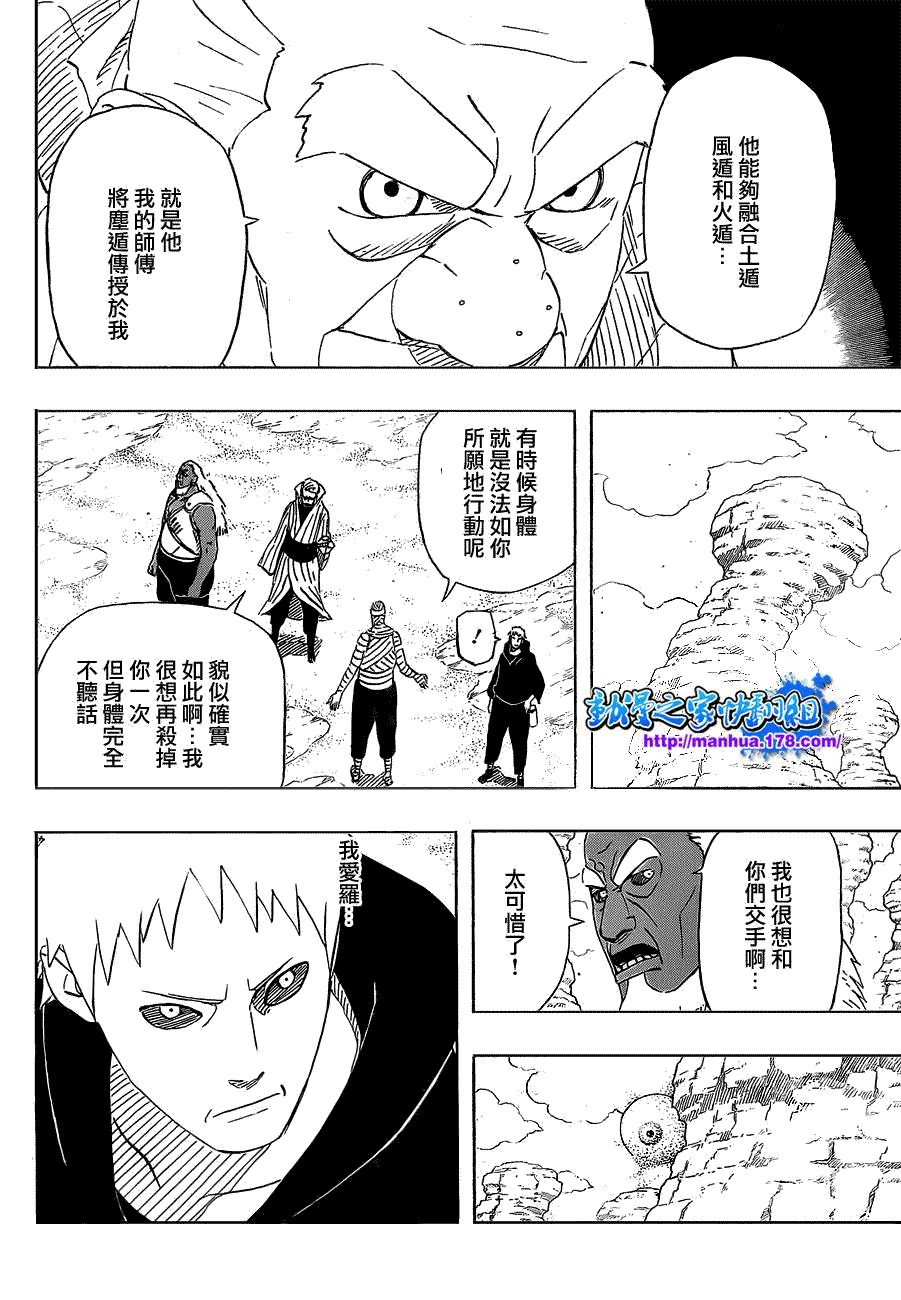 他能夠融合土遁
風遁和火遁…
就是他
我的師傅
將塵遁傳授於我
有時候身體
就是沒法如你
所願地行動呢
！
貌似確實
如此啊…我
很想再殺掉
你一次
但身體完全
不聽話
動漫之家快翻組
http://manhua.178.com/
我也很想和
你們交手啊…
太可惜了！
我愛羅…